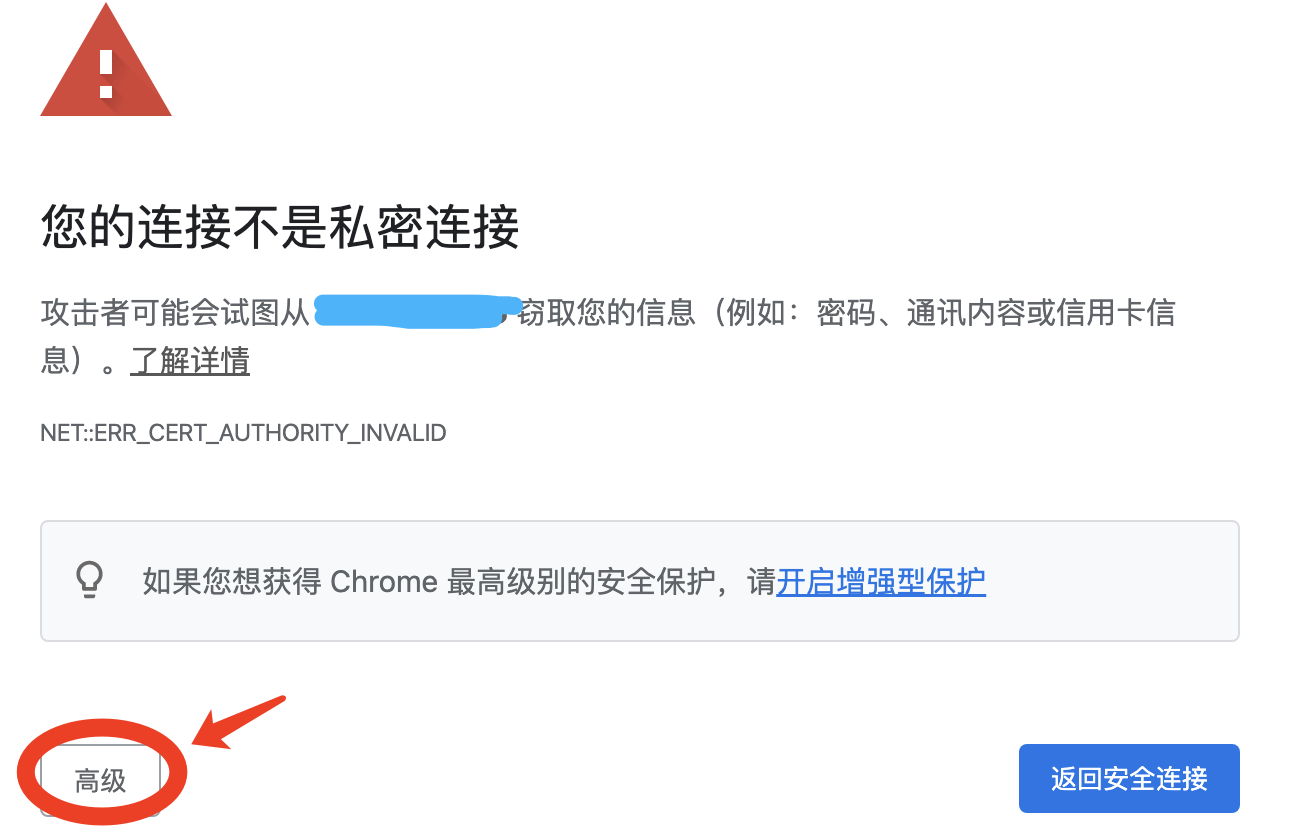 您的连接不是私密连接
攻击者可能会试图从 窃取您的信息（例如：密码、通讯内容或信用卡信
息）。了解详情
NET::ERR_CERT_AUTHORITY_INVALID
如果您想获得 Chrome 最高级别的安全保护，请开启增强型保护
高级
返回安全连接